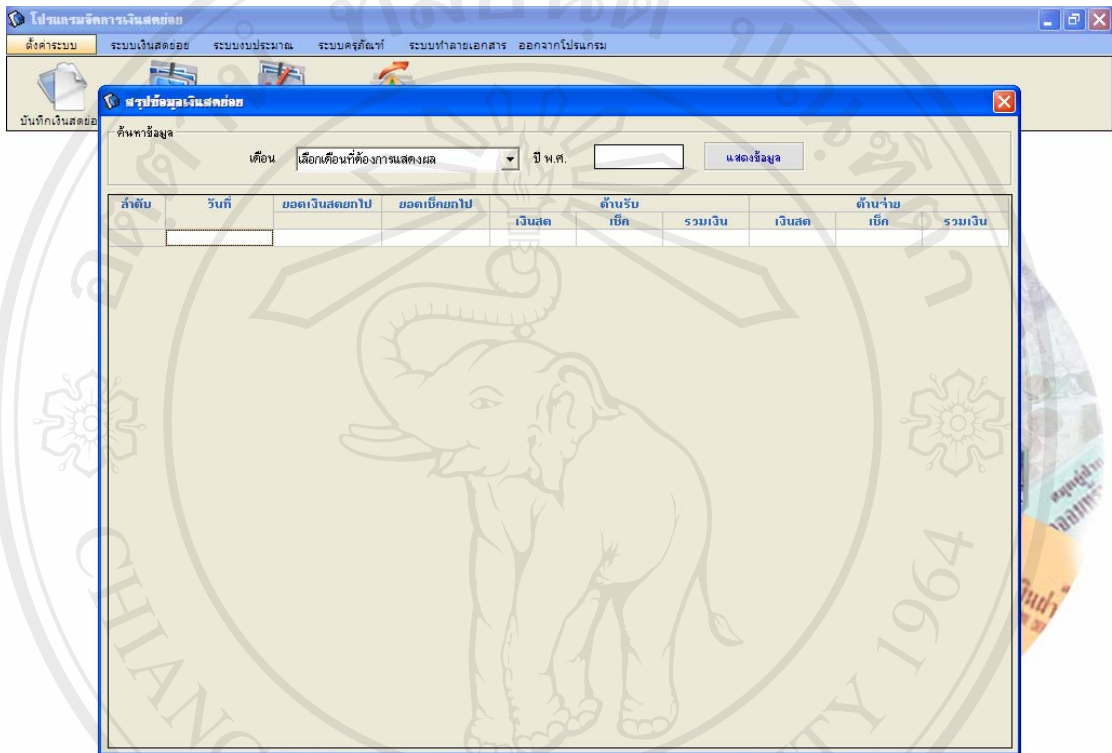 โปรแกรมจัดการเงินสดย่อย
ตั้งค่าระบบ ระบบเงินสดย่อย ระบบงบประมาณ ระบบครุภัณฑ์ ระบบทำลายเอกสาร ออกจากโปรแกรม
บันทึกเงินสดย่อ
สรุปข้อมูลเงินสดย่อย
ค้นหาข้อมูล
เดือน เลือกเดือนที่ต้องการแสดงผล ปี พ.ศ. แสดงข้อมูล
ลำดับ วันที่ ยอดเงินสดยกไป ยอดเช็คยกไป ด้านรับ ด้านจ่าย
เงินสด เช็ค รวมเงิน เงินสด เช็ค รวมเงิน
CHIANG
ITY 1964